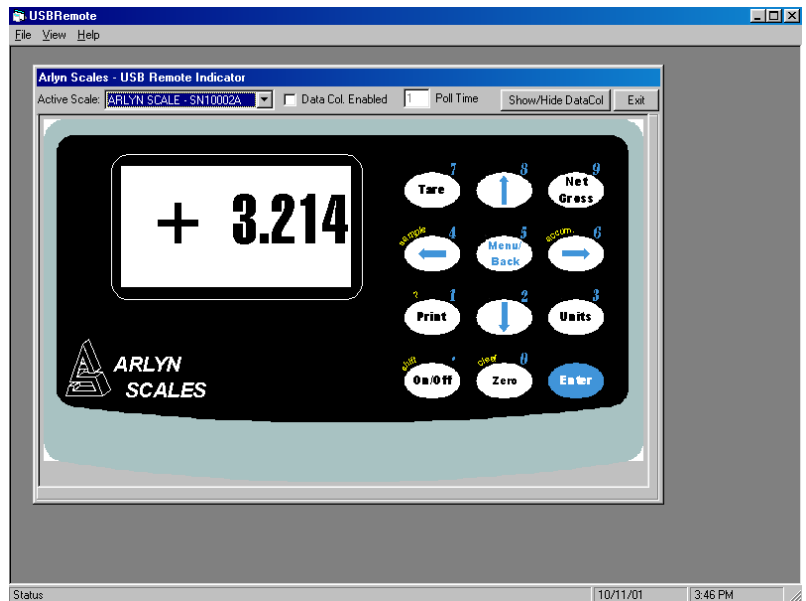 USBRemote
File View Help
Arlyn Scales - USB Remote Indicator
Active Scale: ARLYN SCALE - SN10002A Data Col. Enabled 1 Poll Time Show/Hide DataCol Exit
+ 3.214
7 8 9
Tare Net
Gross
sample 4 5 accum. 6
Menu/
Back
? 1 2 3
Print Units
shift . clear 0
On/Off Zero Enter
ARLYN
SCALES
Status 10/11/01 3:46 PM